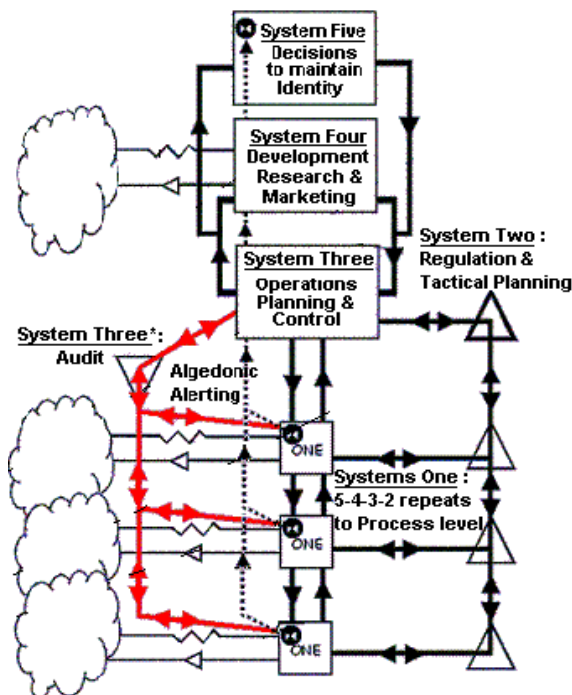 System Five
Decisions
to maintain
Identity
System Four
Development
Research &
Marketing
System Two :
Regulation &
Tactical Planning
System Three
Operations
Planning &
Control
System Three*:
Audit
Algedonic
Alerting
ONE
Systems One :
5-4-3-2 repeats
to Process level
ONE
ONE